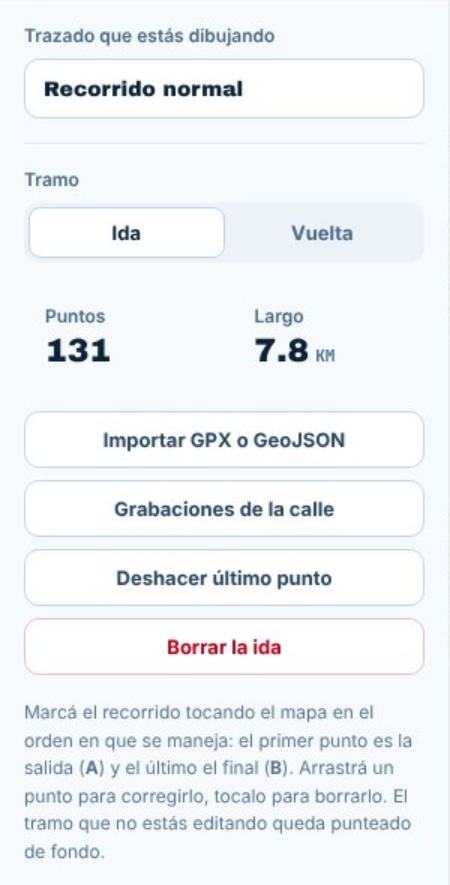 Trazado que estás dibujando
Recorrido normal
Tramo
Ida
Vuelta
Puntos
Largo
131
7.8 KM
Importar GPX o GeoJSON
Grabaciones de la calle
Deshacer último punto
Borrar la ida
Marcá el recorrido tocando el mapa en el
orden en que se maneja: el primer punto es la
salida (A) y el último el final (B). Arrastrá un
punto para corregirlo, tocalo para borrarlo. El
tramo que no estás editando queda punteado
de fondo.